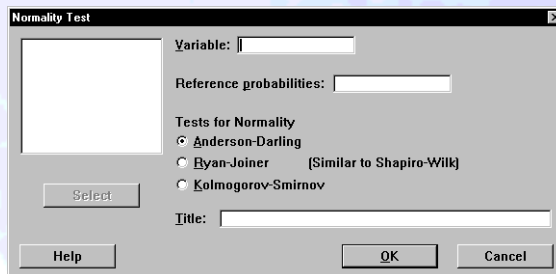 Normality Test
Variable:
Reference probabilities:
Tests for Normality
Anderson-Darling
Ryan-Joiner (Similar to Shapiro-Wilk)
Kolmogorov-Smirnov
Select
Title:
Help OK Cancel